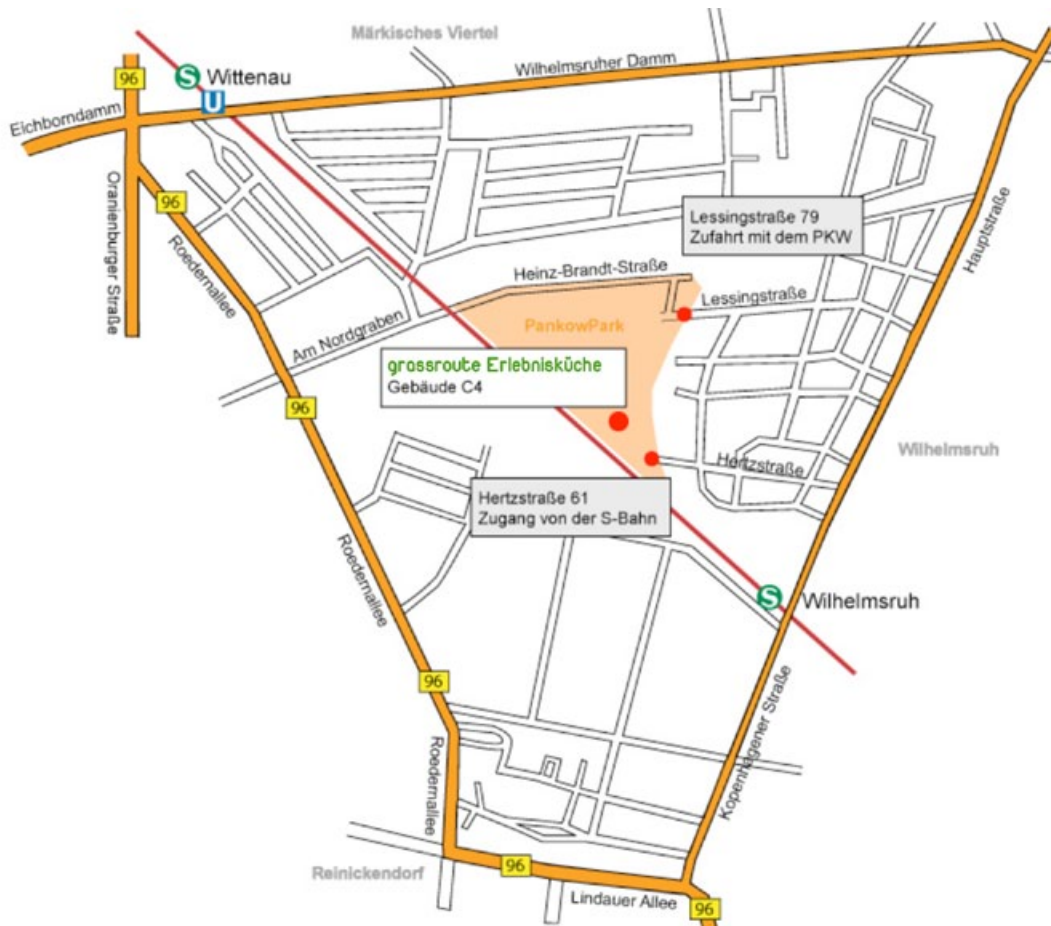 Märkisches Viertel
96
Wittenau
S
U
Wilhelmsruher Damm
Eichborndamm
Oranienburger Straße
96
Roedernallee
Lessingstraße 79
Zufahrt mit dem PKW
Hauptstraße
Heinz-Brandt-Straße
Lessingstraße
Am Nordgraben
PankowPark
grassroute Erlebnisküche
Gebäude C4
96
Wilhelmsruh
Hertzstraße
Hertzstraße 61
Zugang von der S-Bahn
Roedernallee
S
Wilhelmsruh
96
Kopenhagener Straße
Roedernallee
Reinickendorf
96
Lindauer Allee
96